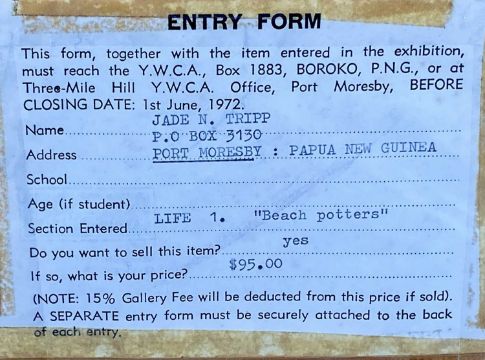 ENTRY FORM
This form, together with the item entered in the exhibition,
must reach the Y.W.C.A., Box 1883, BOROKO, P.N.G., or at
Three-Mile Hill Y.W.C.A. Office, Port Moresby, BEFORE
CLOSING DATE: 1st June, 1972.
JADE N. TRIPP
Name
P.O BOX 3130
Address PORT MORESBY : PAPUA NEW GUINEA
School
Age (if student)
Section Entered LIFE 1. "Beach potters"
Do you want to sell this item? yes
If so, what is your price? $95.00
(NOTE: 15% Gallery Fee will be deducted from this price if sold).
A SEPARATE entry form must be securely attached to the back
of each entry.